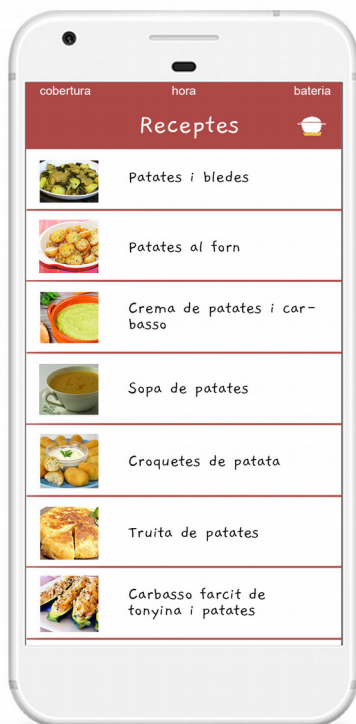 cobertura hora bateria
Receptes
Patates i bledes
Patates al forn
Crema de patates i car-
basso
Sopa de patates
Croquetes de patata
Truita de patates
Carbasso farcit de
tonyina i patates